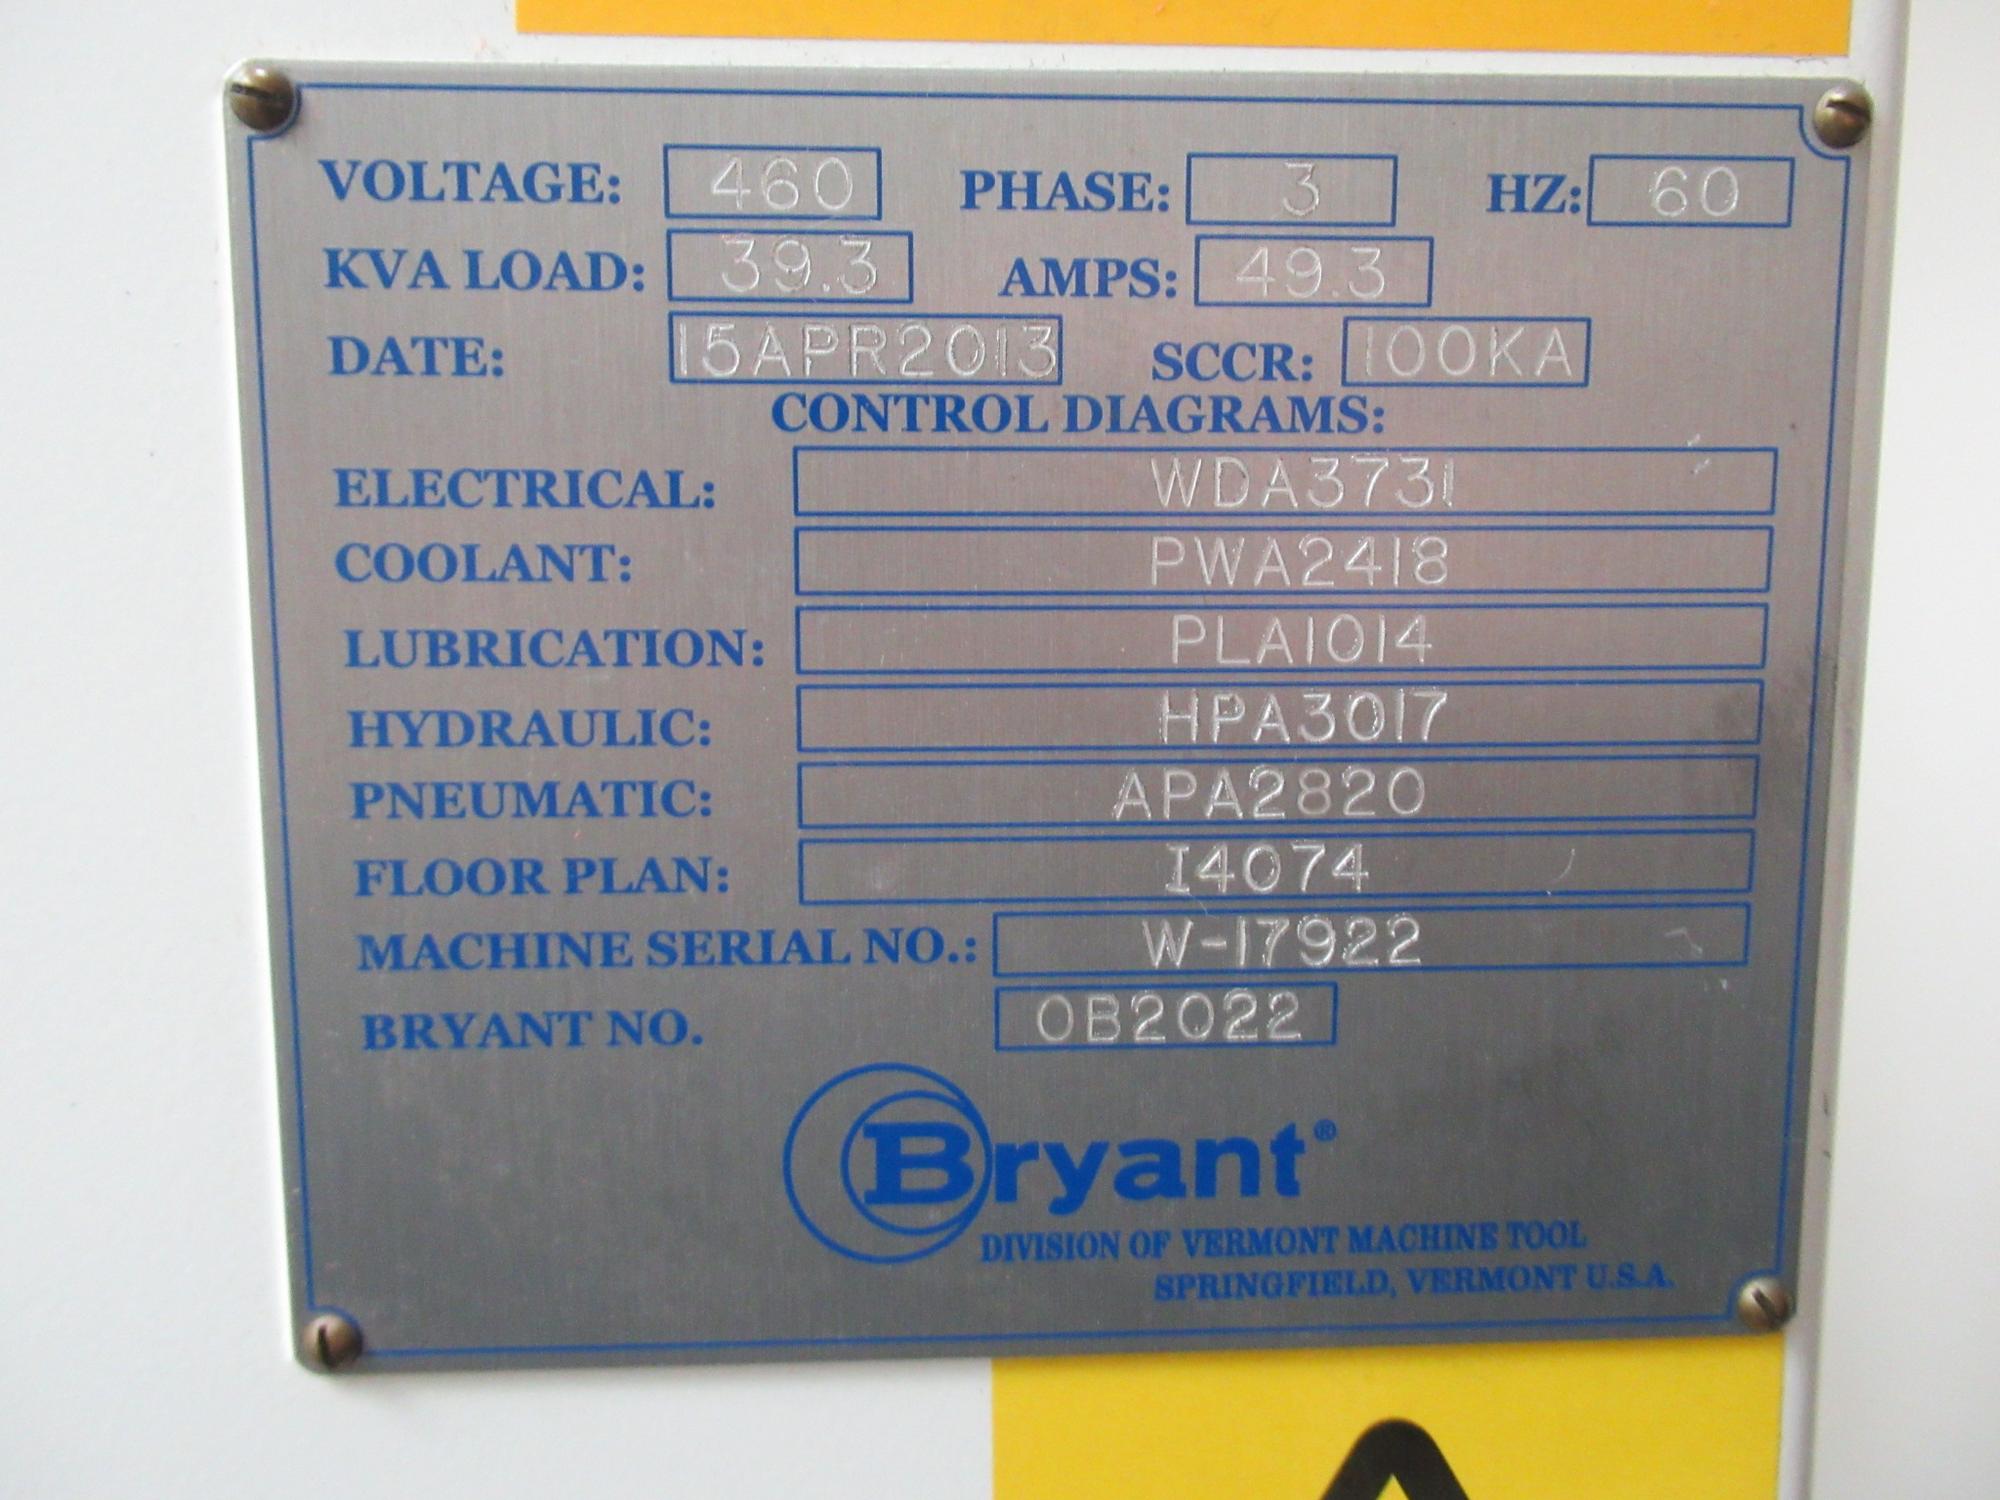 VOLTAGE: 460 PHASE: 3 HZ: 60
KVA LOAD: 39.3 AMPS: 49.3
DATE: 15APR2013 SCCR: 100KA
CONTROL DIAGRAMS:
ELECTRICAL: WDA3731
COOLANT: PWA2418
LUBRICATION: PLA1014
HYDRAULIC: HPA3017
PNEUMATIC: APA2820
FLOOR PLAN: I4074
MACHINE SERIAL NO.: W-17922
BRYANT NO. OB2022
Bryant®
DIVISION OF VERMONT MACHINE TOOL
SPRINGFIELD, VERMONT U.S.A.